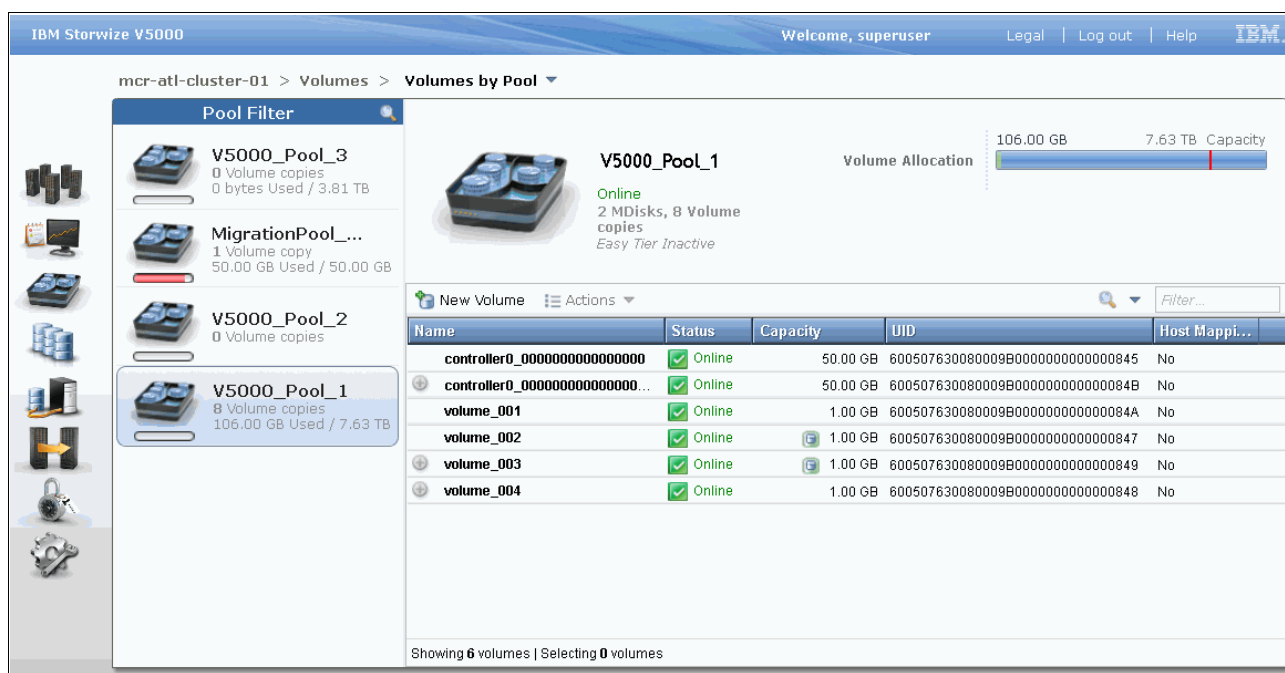 IBM Storwize V5000
Welcome, superuser
Legal | Log out | Help
IBM.
mcr-atl-cluster-01 > Volumes > Volumes by Pool
Pool Filter
V5000_Pool_3
0 Volume copies
0 bytes Used / 3.81 TB
MigrationPool_...
1 Volume copy
50.00 GB Used / 50.00 GB
V5000_Pool_2
0 Volume copies
V5000_Pool_1
8 Volume copies
106.00 GB Used / 7.63 TB
V5000_Pool_1
Online
2 MDisks, 8 Volume
copies
Easy Tier Inactive
Volume Allocation
106.00 GB 7.63 TB Capacity
New Volume Actions Filter...
Name Status Capacity UID Host Mappi...
controller0_0000000000000000 Online 50.00 GB 600507630080009B0000000000000845 No
controller0_000000000000000... Online 50.00 GB 600507630080009B000000000000084B No
volume_001 Online 1.00 GB 600507630080009B000000000000084A No
volume_002 Online 1.00 GB 600507630080009B0000000000000847 No
volume_003 Online 1.00 GB 600507630080009B0000000000000849 No
volume_004 Online 1.00 GB 600507630080009B0000000000000848 No
Showing 6 volumes | Selecting 0 volumes